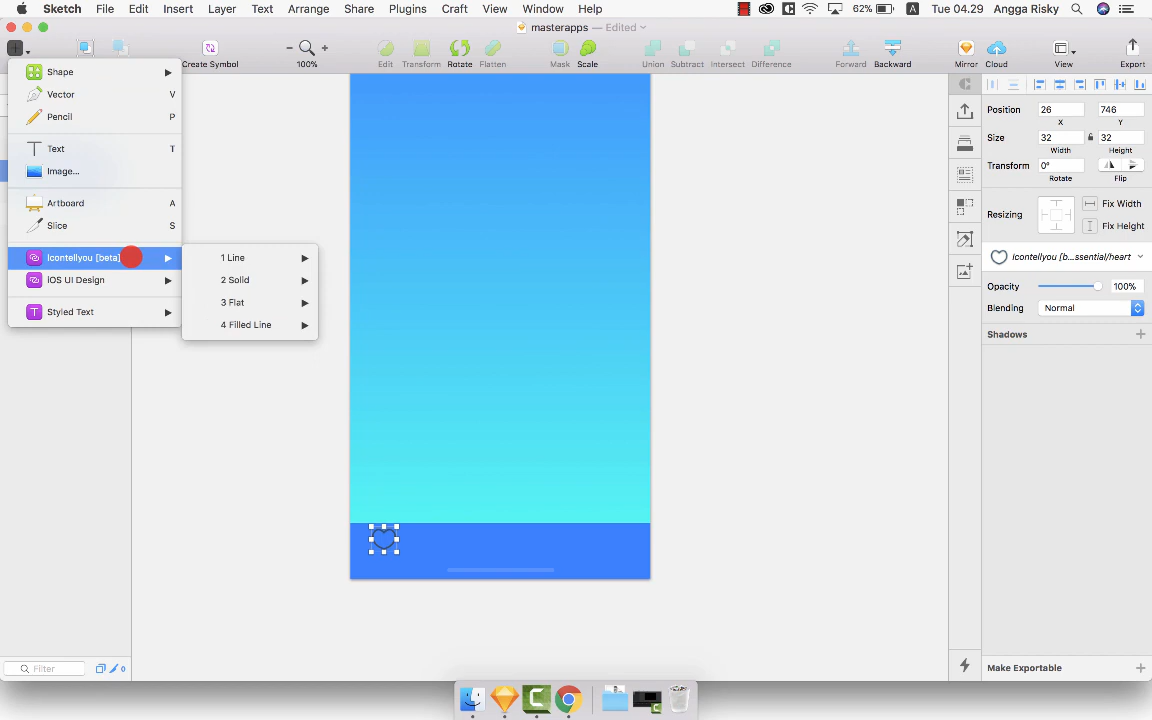 Sketch File Edit Insert Layer Text Arrange Share Plugins Craft View Window Help
62% A Tue 04.29 Angga Risky
masterapps — Edited
Create Symbol 100% Edit Transform Rotate Flatten Mask Scale Union Subtract Intersect Difference Forward Backward Mirror Cloud View Export
Shape
Vector V
Pencil P
Text T
Image...
Artboard A
Slice S
Icontellyou [beta]
iOS UI Design
Styled Text
1 Line
2 Solid
3 Flat
4 Filled Line
Position 26 746
X Y
Size 32 32
Width Height
Transform 0°
Rotate Flip
Resizing Fix Width
Fix Height
Icontellyou [b...ssential/heart
Opacity 100%
Blending Normal
Shadows
Make Exportable
Filter 0